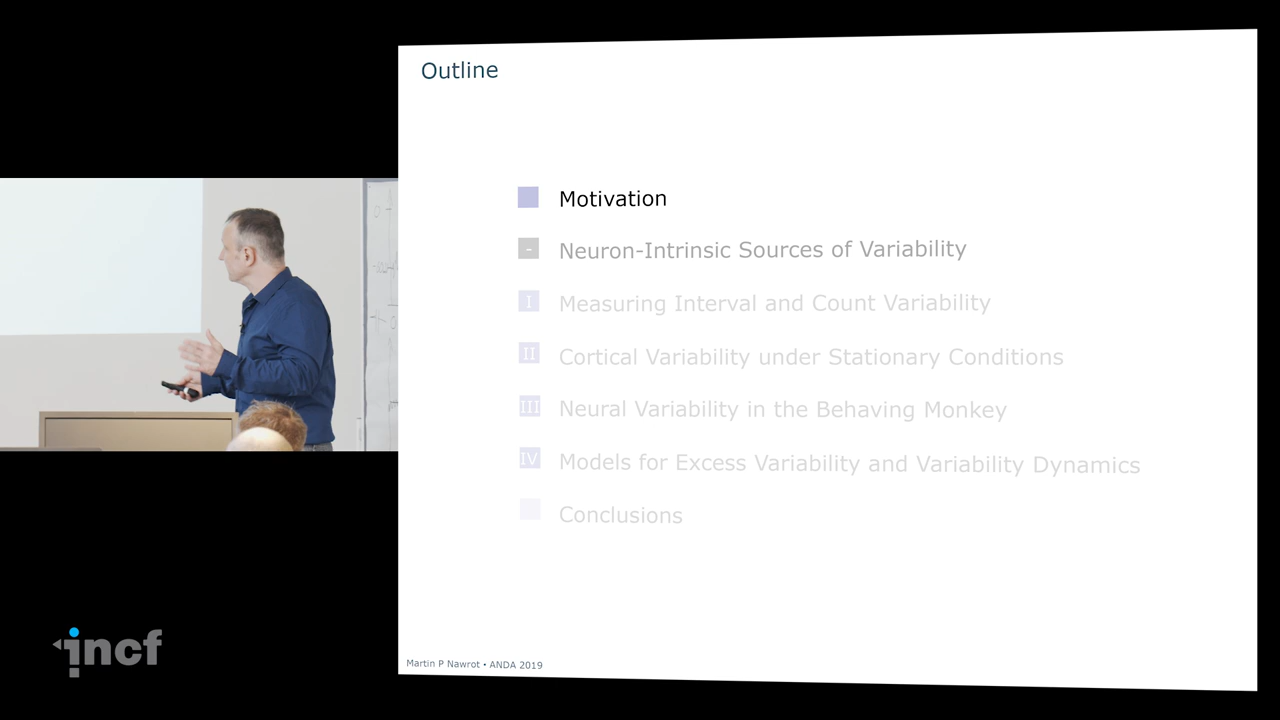 Outline
Motivation
- Neuron-Intrinsic Sources of Variability
I Measuring Interval and Count Variability
II Cortical Variability under Stationary Conditions
III Neural Variability in the Behaving Monkey
IV Models for Excess Variability and Variability Dynamics
Conclusions
Martin P Nawrot • ANDA 2019
incf